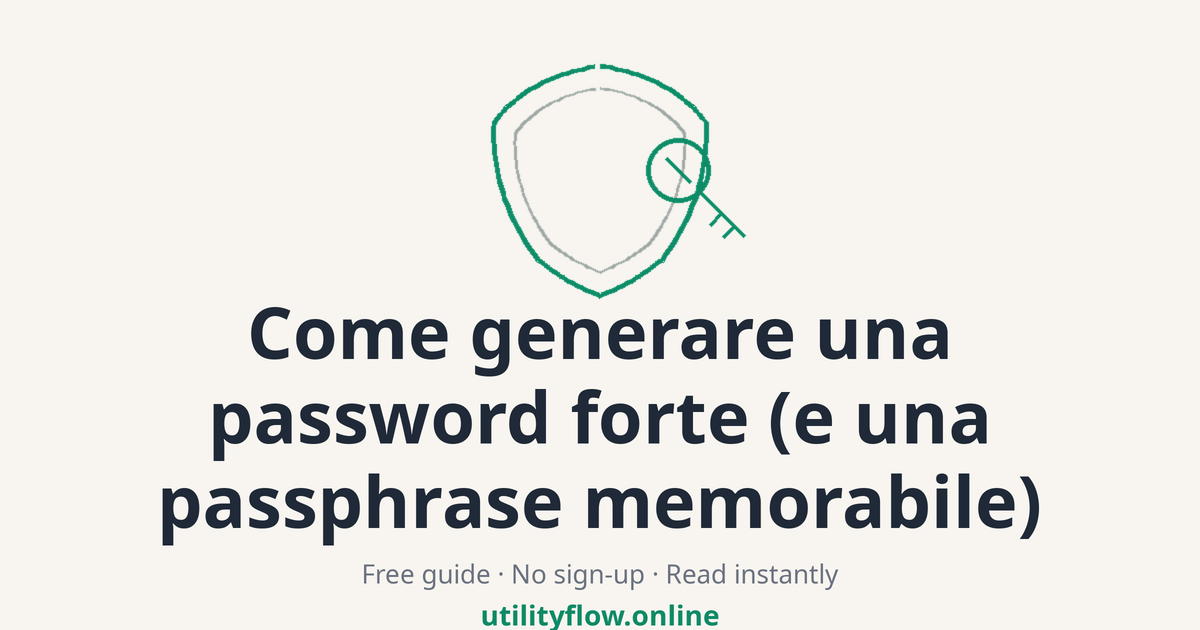 Come generare una
password forte (e una
passphrase memorabile)
Free guide · No sign-up · Read instantly
utilityflow.online